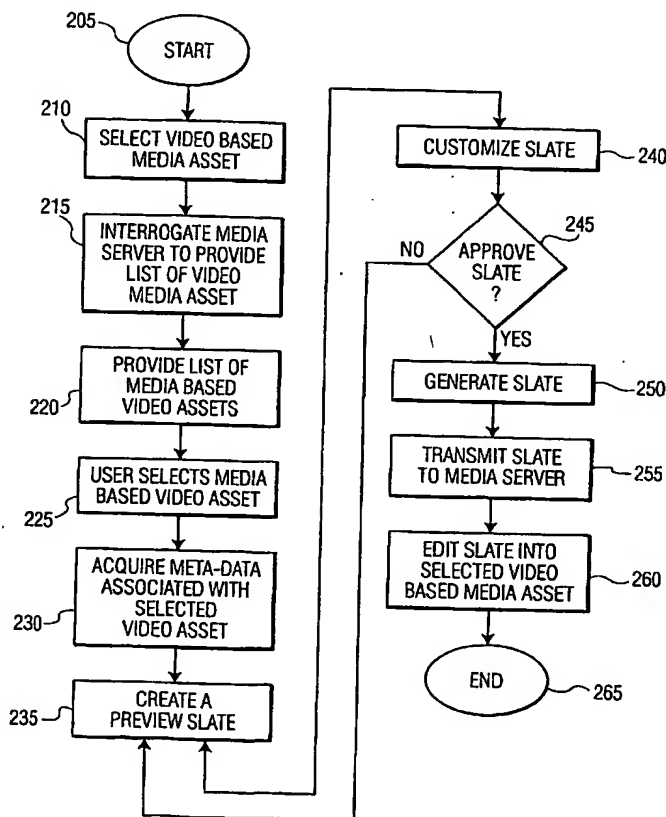 205
START
210
SELECT VIDEO BASED
MEDIA ASSET
215
INTERROGATE MEDIA
SERVER TO PROVIDE
LIST OF VIDEO
MEDIA ASSET
PROVIDE LIST OF
MEDIA BASED
VIDEO ASSETS
220
USER SELECTS MEDIA
BASED VIDEO ASSET
225
ACQUIRE META-DATA
ASSOCIATED WITH
SELECTED
VIDEO ASSET
230
CREATE A
PREVIEW SLATE
235
CUSTOMIZE SLATE
240
245
NO
APPROVE
SLATE
?
YES
GENERATE SLATE
250
TRANSMIT SLATE
TO MEDIA SERVER
255
EDIT SLATE INTO
SELECTED VIDEO
BASED MEDIA ASSET
260
END
265